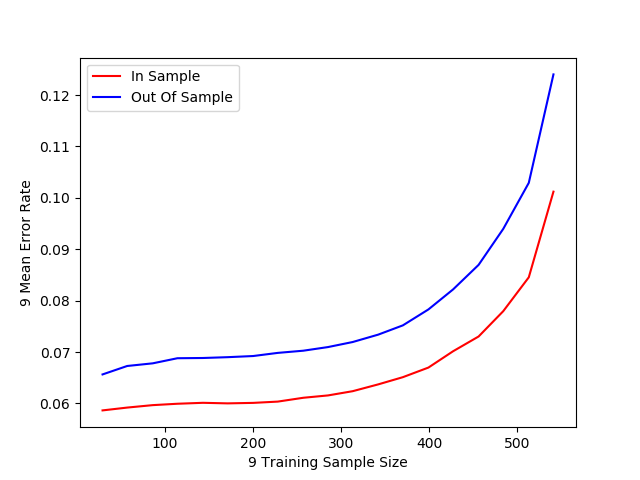 In Sample
Out Of Sample
0.12
0.11
0.10
0.09
0.08
0.07
0.06
9 Mean Error Rate
100 200 300 400 500
9 Training Sample Size